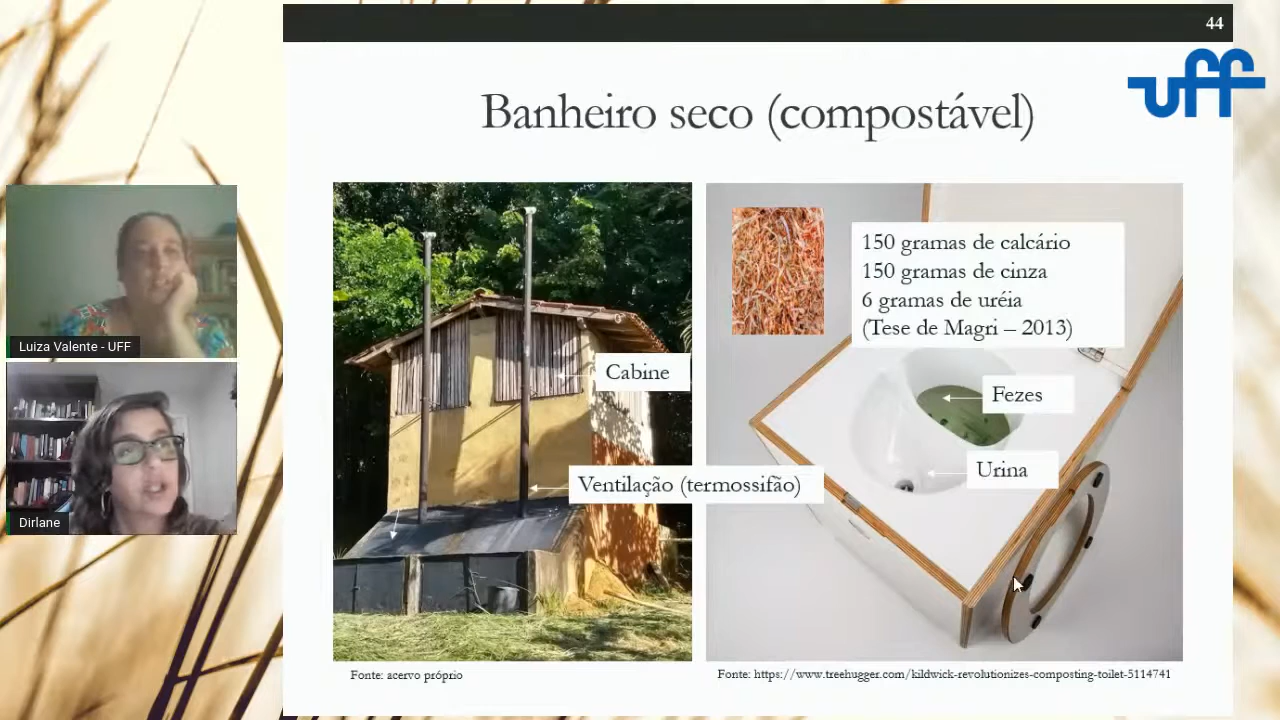 44
uff
Banheiro seco (compostável)
150 gramas de calcário
150 gramas de cinza
6 gramas de uréia
(Tese de Magri – 2013)
Cabine
Fezes
Urina
Ventilação (termossifão)
Luiza Valente - UFF
Dirlane
Fonte: acervo próprio
Fonte: https://www.treehugger.com/kildwick-revolutionizes-composting-toilet-5114741